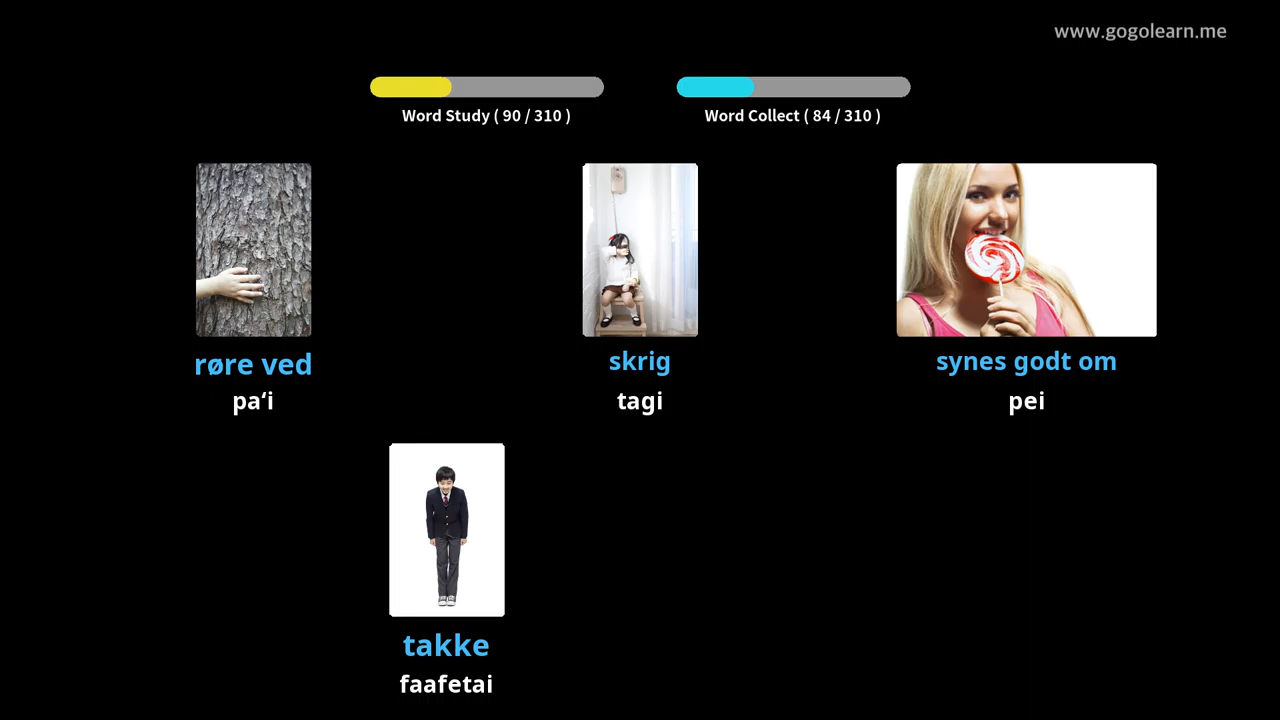 www.gogolearn.me
Word Study ( 90 / 310 )
Word Collect ( 84 / 310 )
røre ved
skrig
synes godt om
paʻi
tagi
pei
takke
faafetai